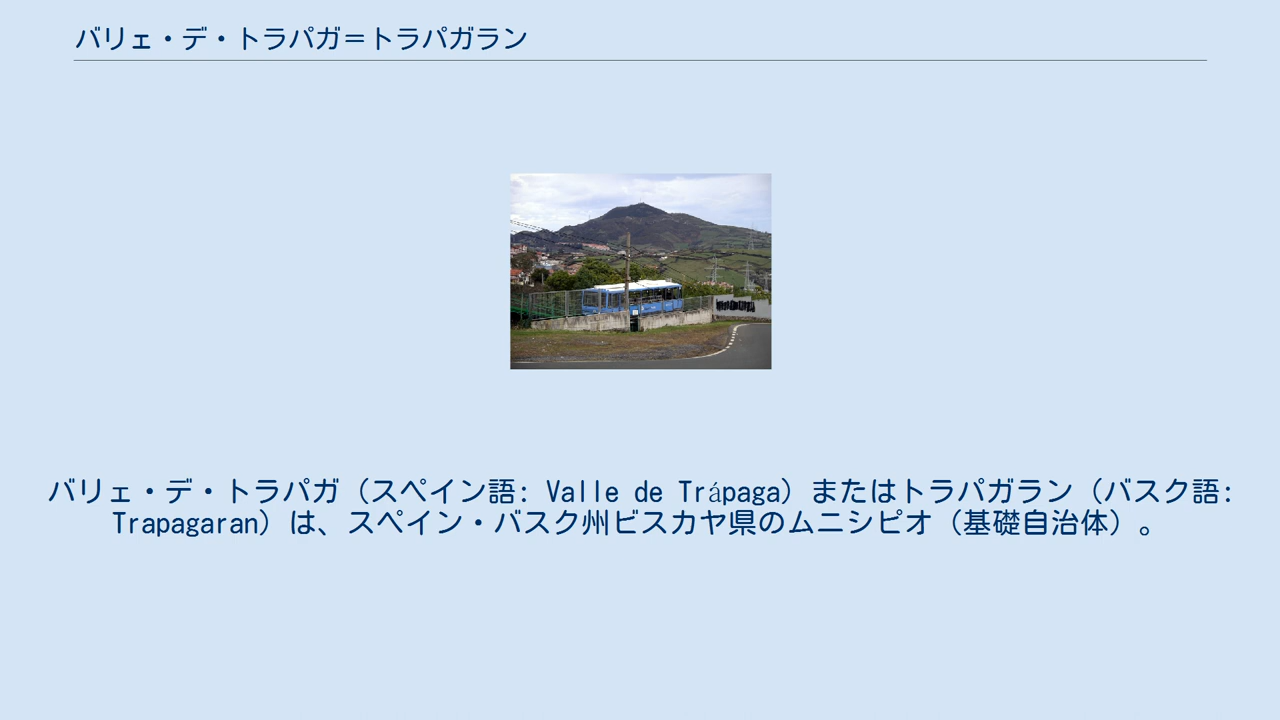 バリェ・デ・トラパガ＝トラパガラン
バリェ・デ・トラパガ（スペイン語: Valle de Trápaga）またはトラパガラン（バスク語:
Trapagaran）は、スペイン・バスク州ビスカヤ県のムニシピオ（基礎自治体）。